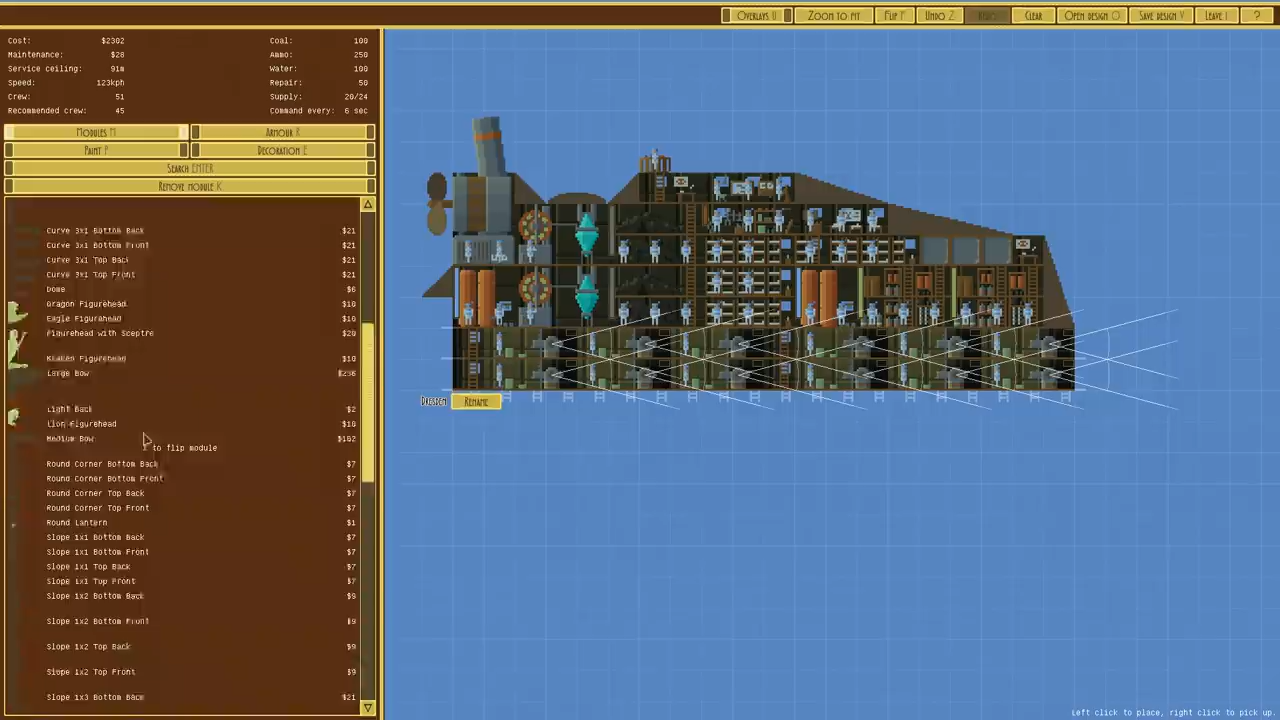 Overlays U
Zoom to fit
Flip F
Undo Z
Redo
Clear
Open design O
Save design V
Leave l
?
Cost: $2302
Coal: 100
Maintenance: $28
Ammo: 250
Service ceiling: 91m
Water: 100
Speed: 123kph
Repair: 50
Crew: 51
Supply: 20/24
Recommended crew: 45
Command every: 6 sec
Modules M
Armour R
Paint P
Decoration E
Search ENTER
Remove module K
Curve 3x1 Bottom Back $21
Curve 3x1 Bottom Front $21
Curve 3x1 Top Back $21
Curve 3x1 Top Front $21
Dome $6
Dragon Figurehead $10
Eagle Figurehead $10
Figurehead with Sceptre $20
Kraken Figurehead $10
Large Bow $236
Light Back $2
Lion Figurehead $10
Medium Bow $102
to flip module
Round Corner Bottom Back $7
Round Corner Bottom Front $7
Round Corner Top Back $7
Round Corner Top Front $7
Round Lantern $1
Slope 1x1 Bottom Back $7
Slope 1x1 Bottom Front $7
Slope 1x1 Top Back $7
Slope 1x1 Top Front $7
Slope 1x2 Bottom Back $9
Slope 1x2 Bottom Front $9
Slope 1x2 Top Back $9
Slope 1x2 Top Front $9
Slope 1x3 Bottom Back $21
Dresden
Rename
Left click to place, right click to pick up.